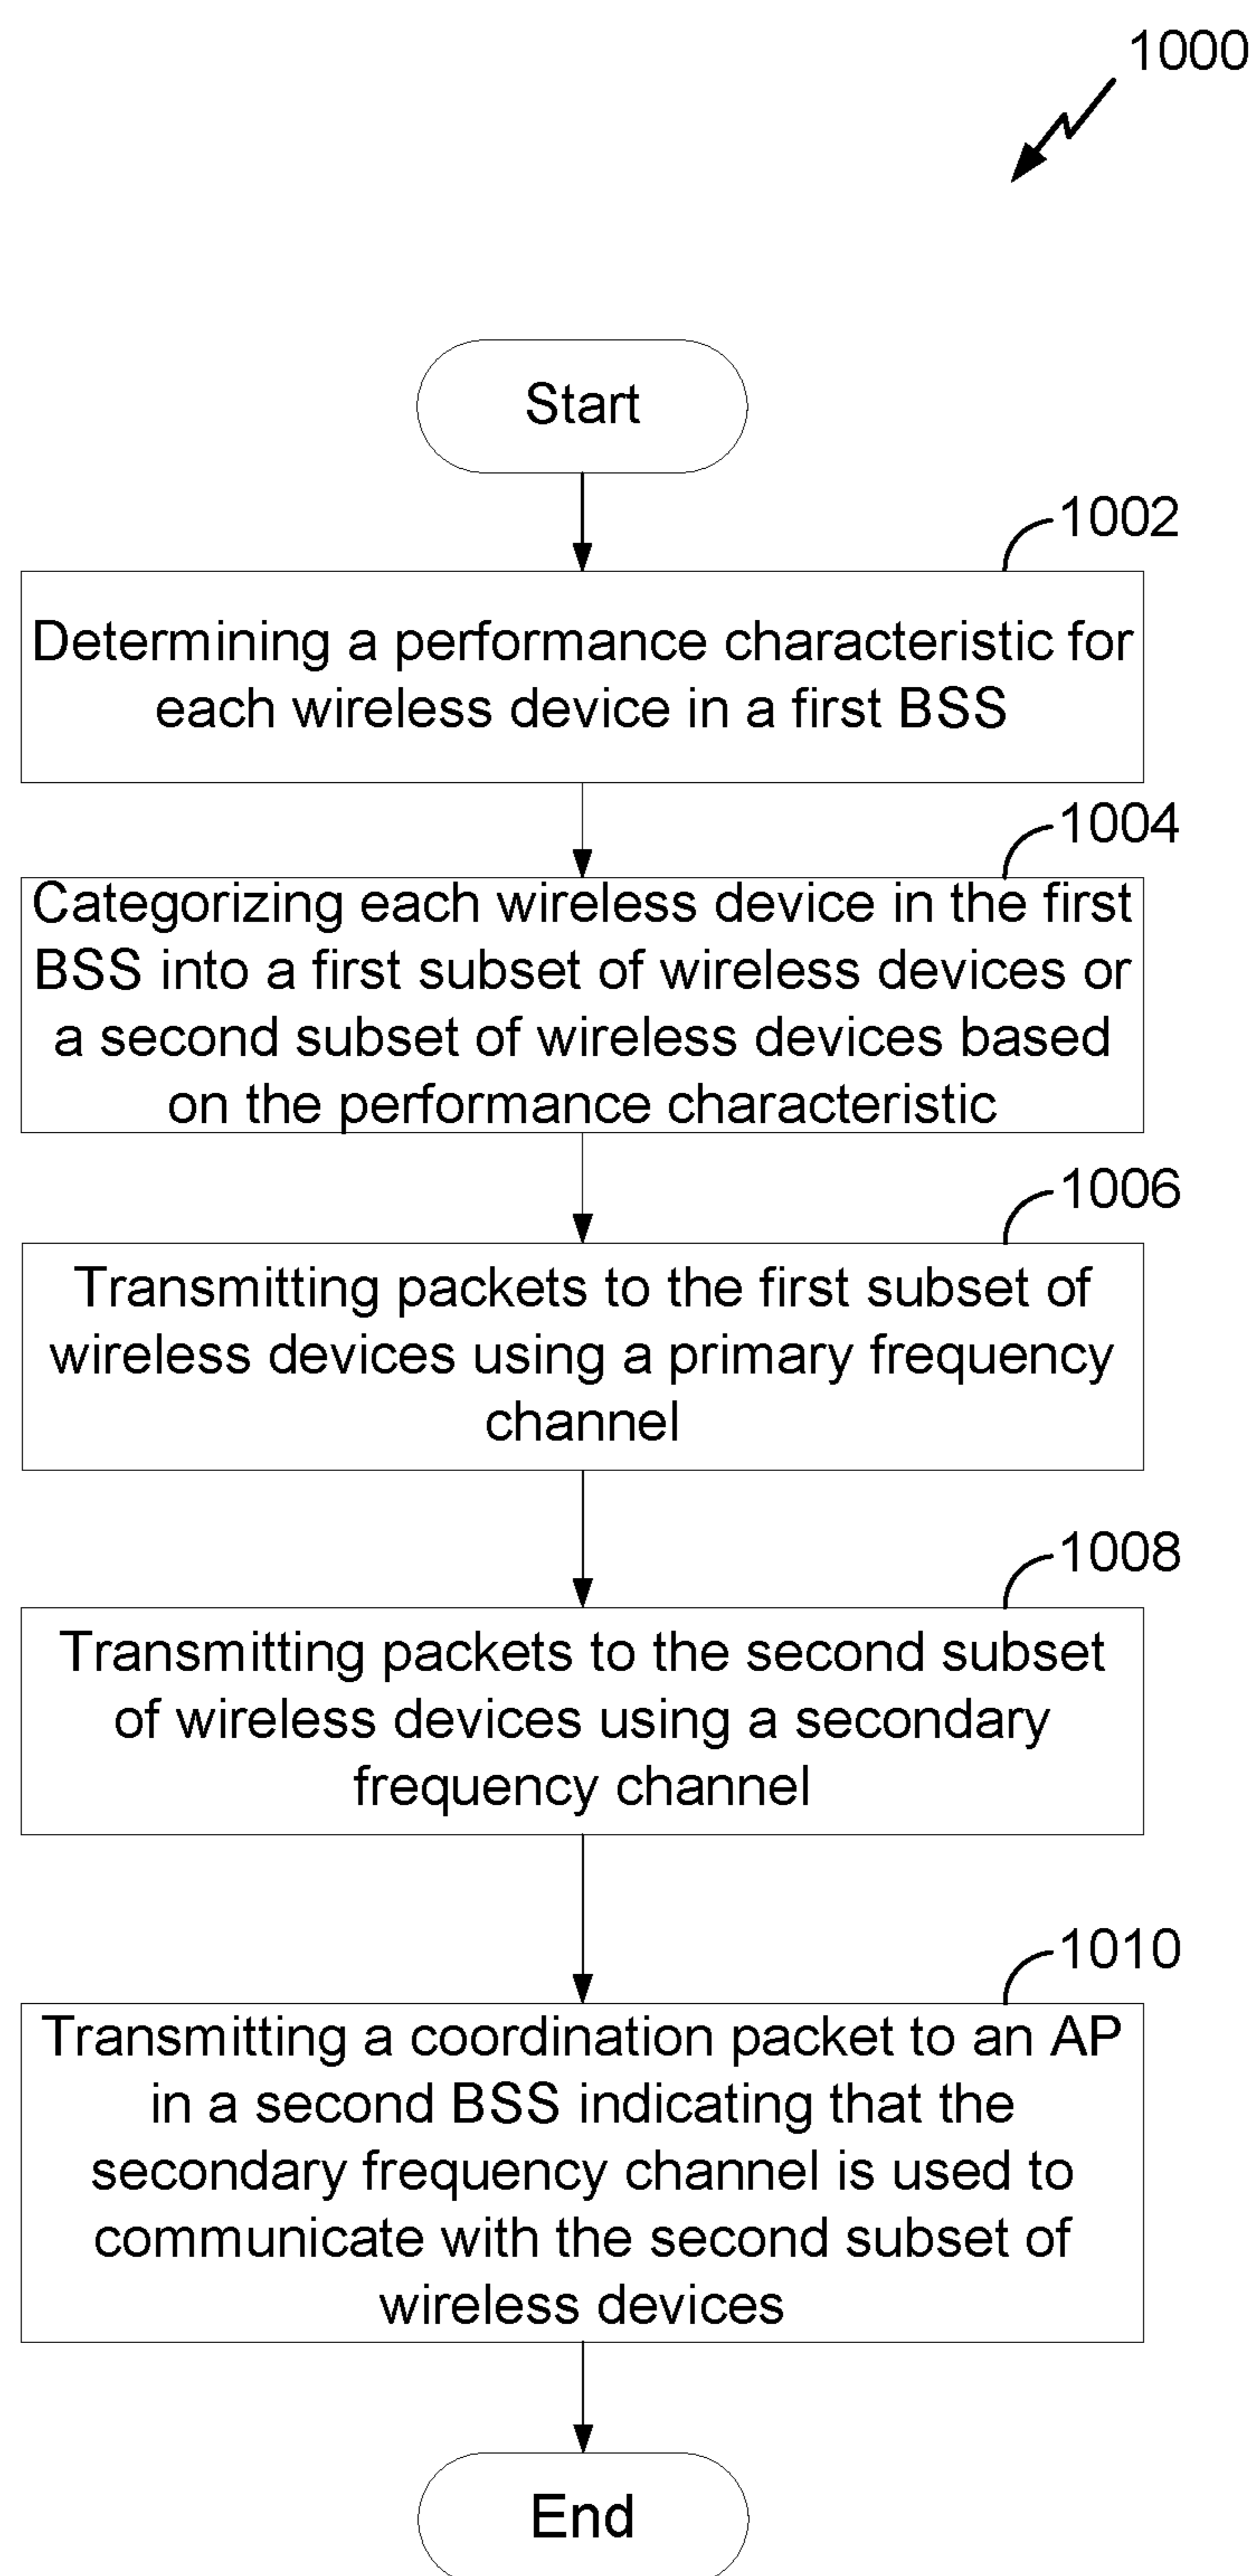 1000
Start
1002
Determining a performance characteristic for
each wireless device in a first BSS
1004
Categorizing each wireless device in the first
BSS into a first subset of wireless devices or
a second subset of wireless devices based
on the performance characteristic
1006
Transmitting packets to the first subset of
wireless devices using a primary frequency
channel
1008
Transmitting packets to the second subset
of wireless devices using a secondary
frequency channel
1010
Transmitting a coordination packet to an AP
in a second BSS indicating that the
secondary frequency channel is used to
communicate with the second subset of
wireless devices
End